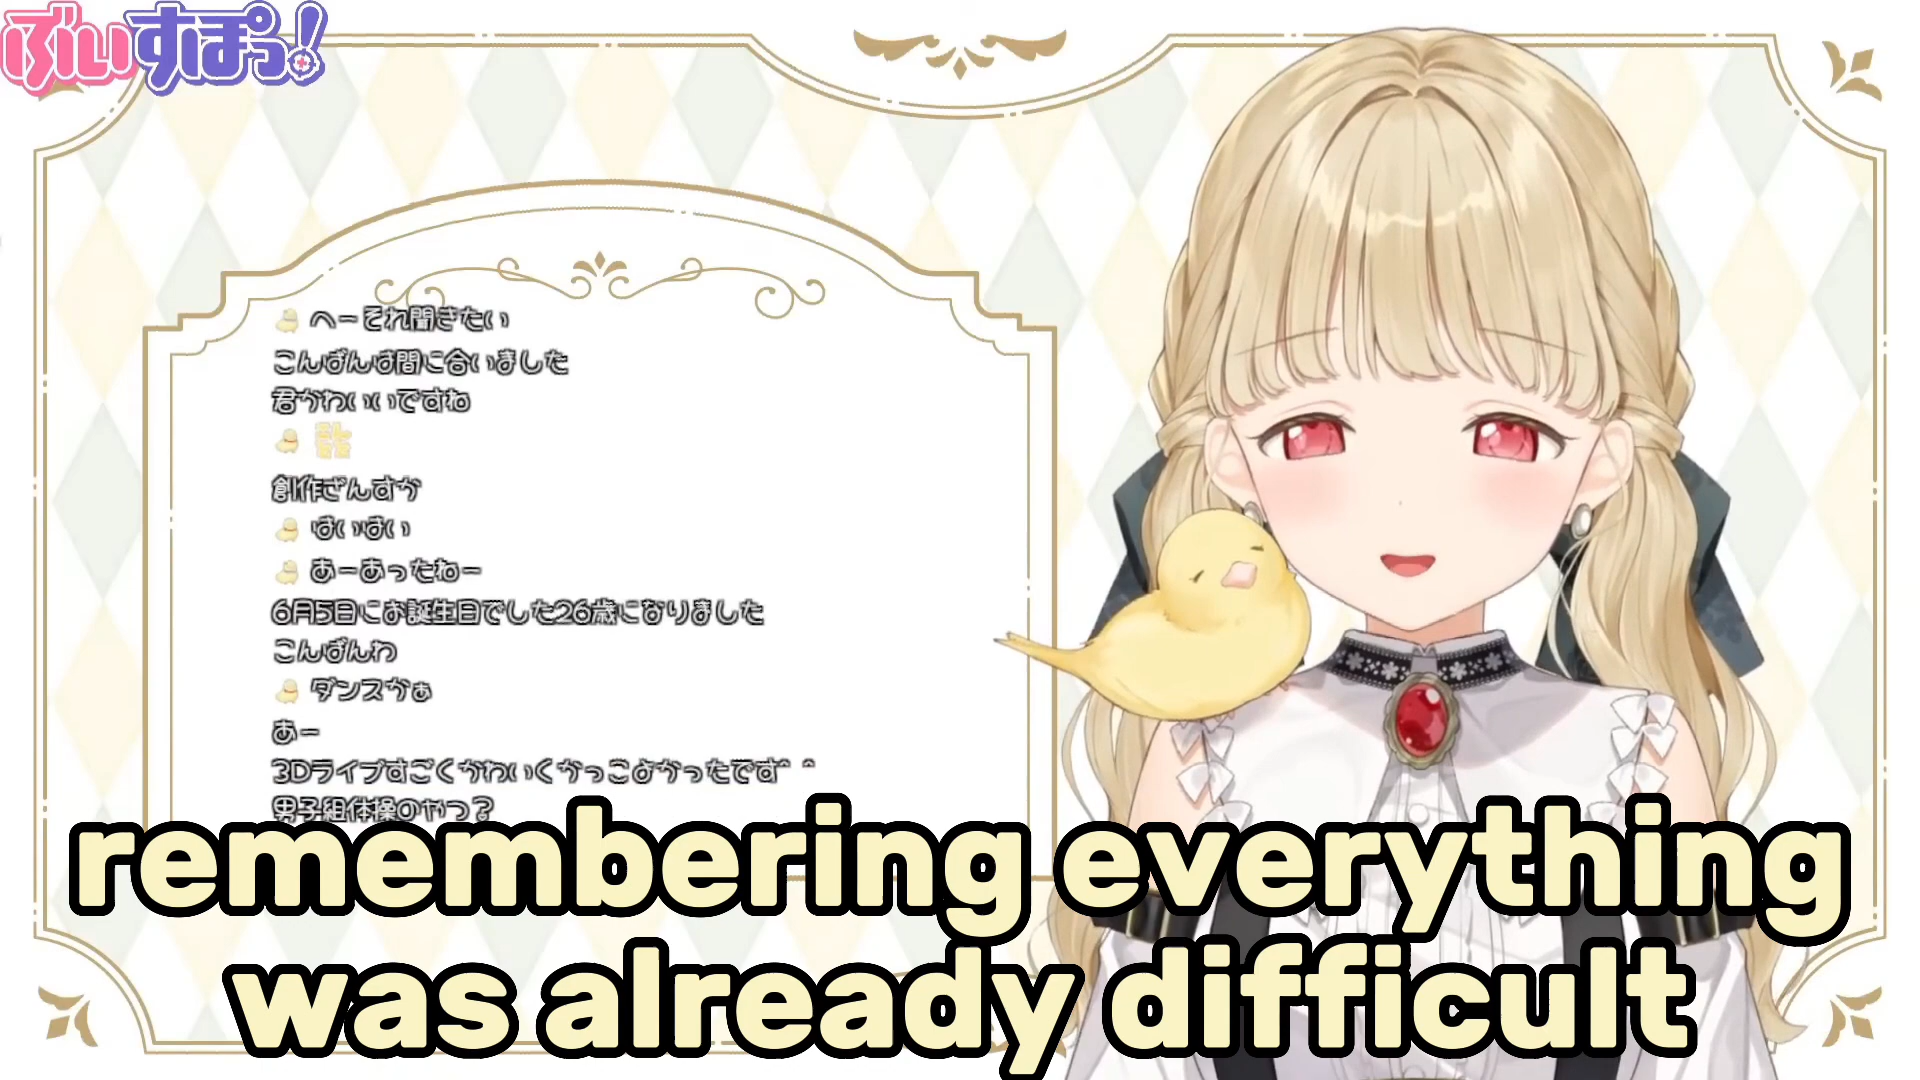 ぶいすぽっ!
へーそれ聞きたい
こんばんは間に合いました
君かわいいですね
創作ざんすか
はいはい
あーあったねー
6月5日にお誕生日でした26歳になりました
こんばんわ
ダンスかぁ
あー
3Dライブすごくかわいくかっこよかったです^ ^
男子組体操のやつ?
remembering everything
was already difficult